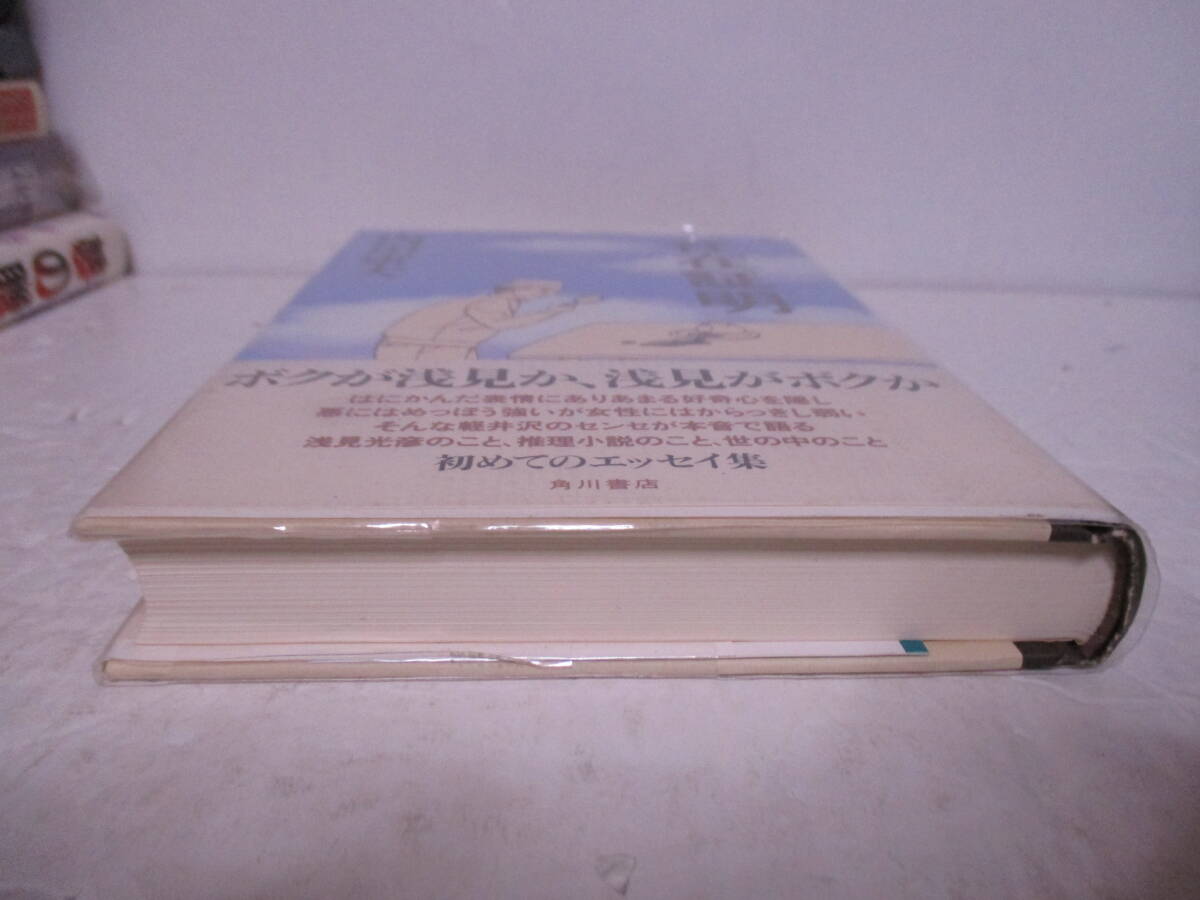 ボクが浅見か、浅見がボクか
はにかんだ表情にありあまる好奇心を隠し
悪にはめっぽう強いが女性にはからっきし弱い
そんな軽井沢のセンセが本音で語る
浅見光彦のこと、推理小説のこと、世の中のこと
初めてのエッセイ集
角川書店